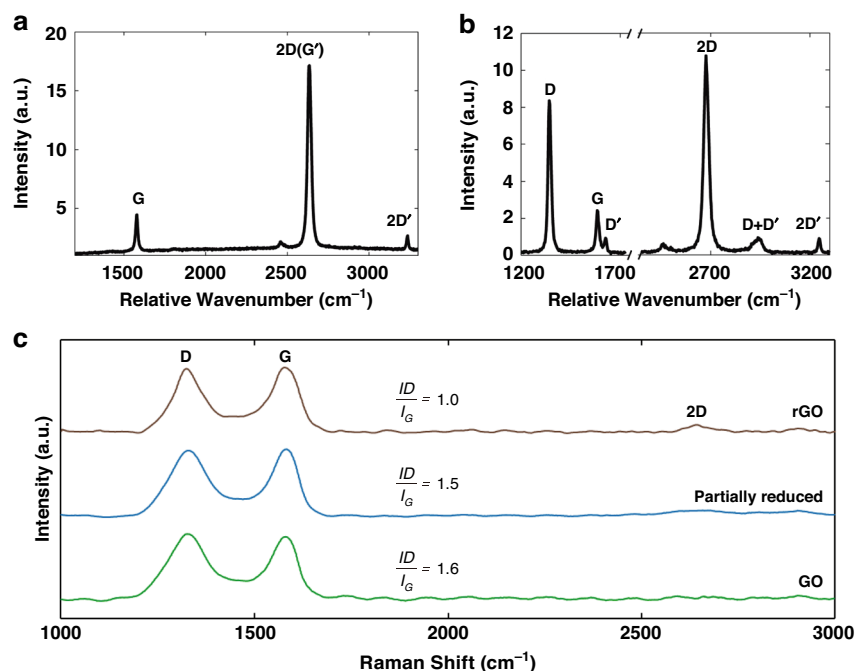 a
20
15
10
5
Intensity (a.u.)
G
2D(G′)
2D′
1500 2000 2500 3000
Relative Wavenumber (cm⁻¹)
b
12
10
8
6
4
2
0
Intensity (a.u.)
D
G
D′
2D
D+D′
2D′
1200 1700 2700 3200
Relative Wavenumber (cm⁻¹)
c
D G
ID/I_G = 1.0
2D
rGO
ID/I_G = 1.5
Partially reduced
ID/I_G = 1.6
GO
Intensity (a.u.)
1000 1500 2000 2500 3000
Raman Shift (cm⁻¹)